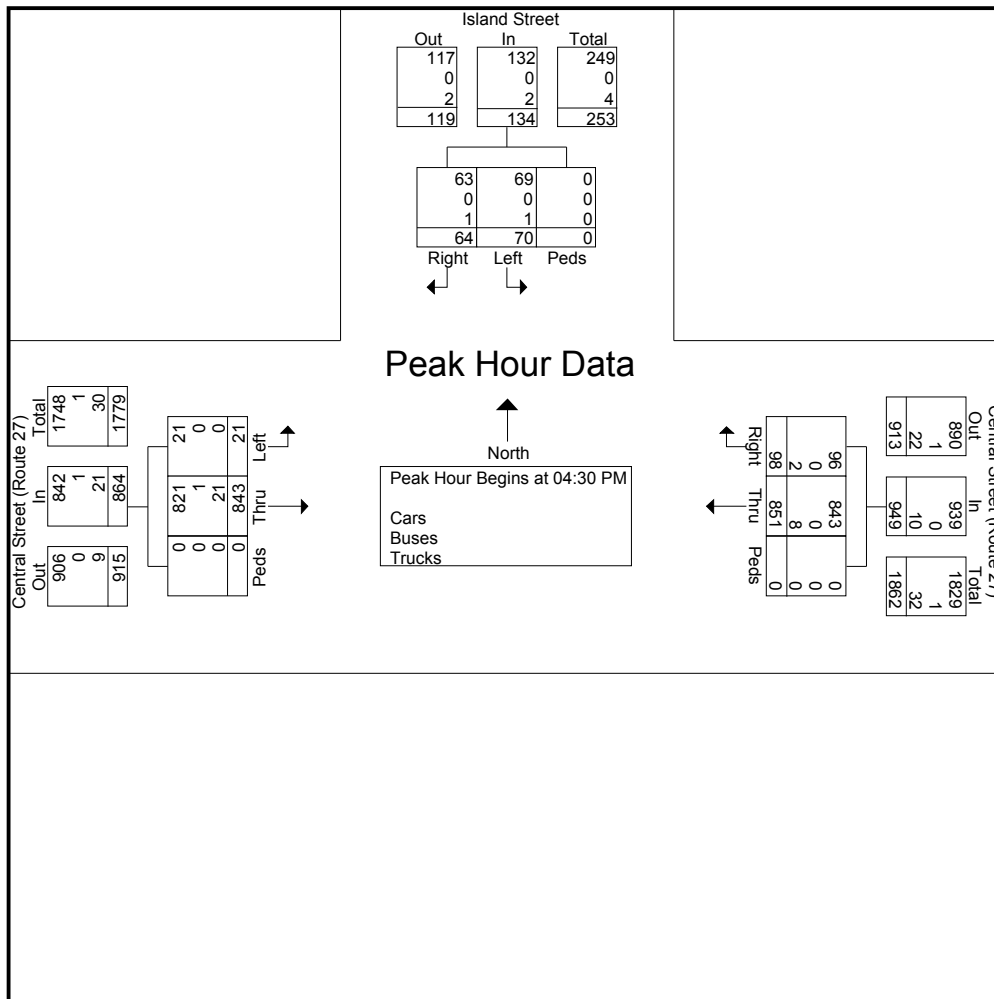 Island Street
Out In Total
117 132 249
0 0 0
2 2 4
119 134 253
63 69 0
0 0 0
1 1 0
64 70 0
Right Left Peds
Peak Hour Data
North
Peak Hour Begins at 04:30 PM
Cars
Buses
Trucks
Central Street (Route 27)
Out In Total
906 842 1748
0 1 1
9 21 30
915 864 1779
21 821 0
0 1 0
0 21 0
21 843 0
Left Thru Peds
Central Street (Route 27)
Out In Total
890 939 1829
1 0 1
22 10 32
913 949 1862
96 843 0
0 0 0
2 8 0
98 851 0
Right Thru Peds